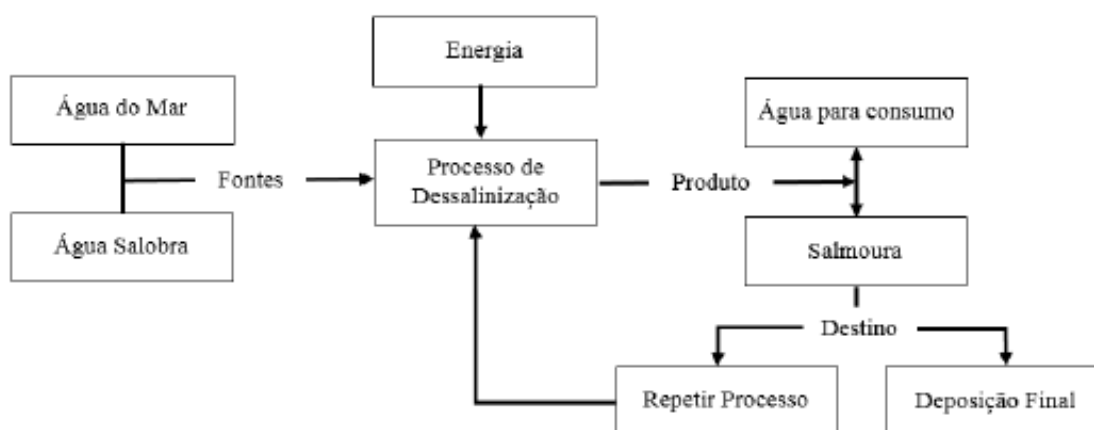 Energia
Água do Mar
Água para consumo
Fontes
Processo de
Dessalinização
Produto
Água Salobra
Salmoura
Destino
Repetir Processo
Deposição Final